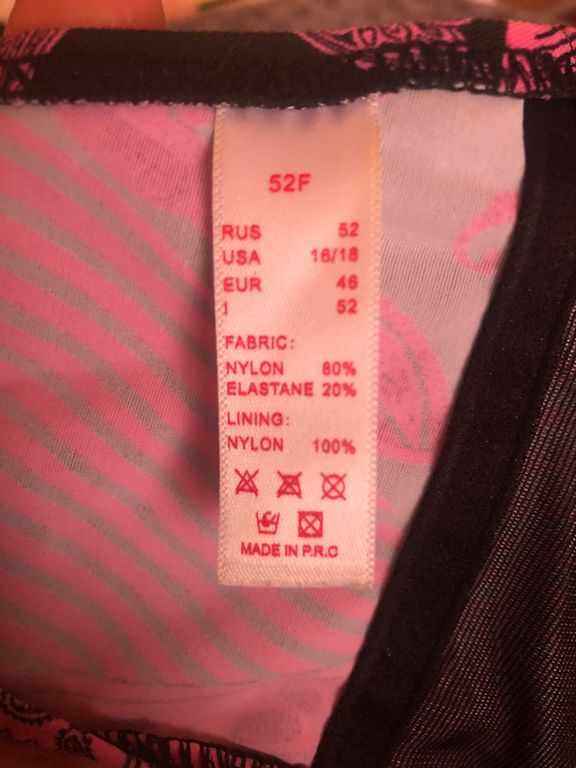 52F
RUS 52
USA 16/18
EUR 46
I 52
FABRIC:
NYLON 80%
ELASTANE 20%
LINING:
NYLON 100%
MADE IN P.R.C